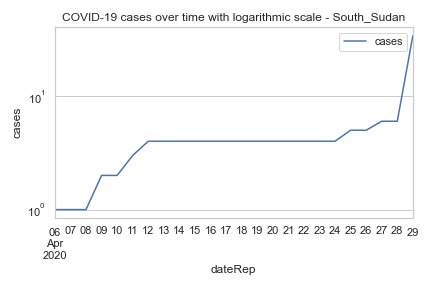 COVID-19 cases over time with logarithmic scale - South_Sudan
cases
10¹
10⁰
cases
06 07 08 09 10 11 12 13 14 15 16 17 18 19 20 21 22 23 24 25 26 27 28 29
Apr
2020
dateRep